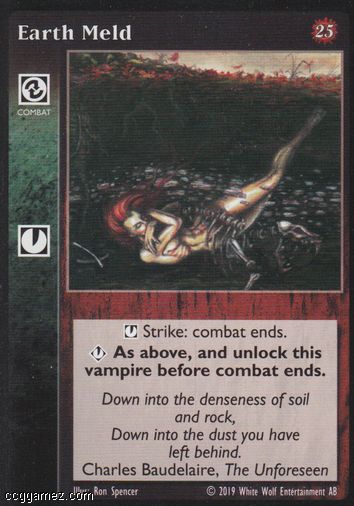 Earth Meld
25
COMBAT
Strike: combat ends.
As above, and unlock this
vampire before combat ends.
Down into the denseness of soil
and rock,
Down into the dust you have
left behind.
Charles Baudelaire, The Unforeseen
Illus: Ron Spencer
© 2019 White Wolf Entertainment AB
ccggamez.com